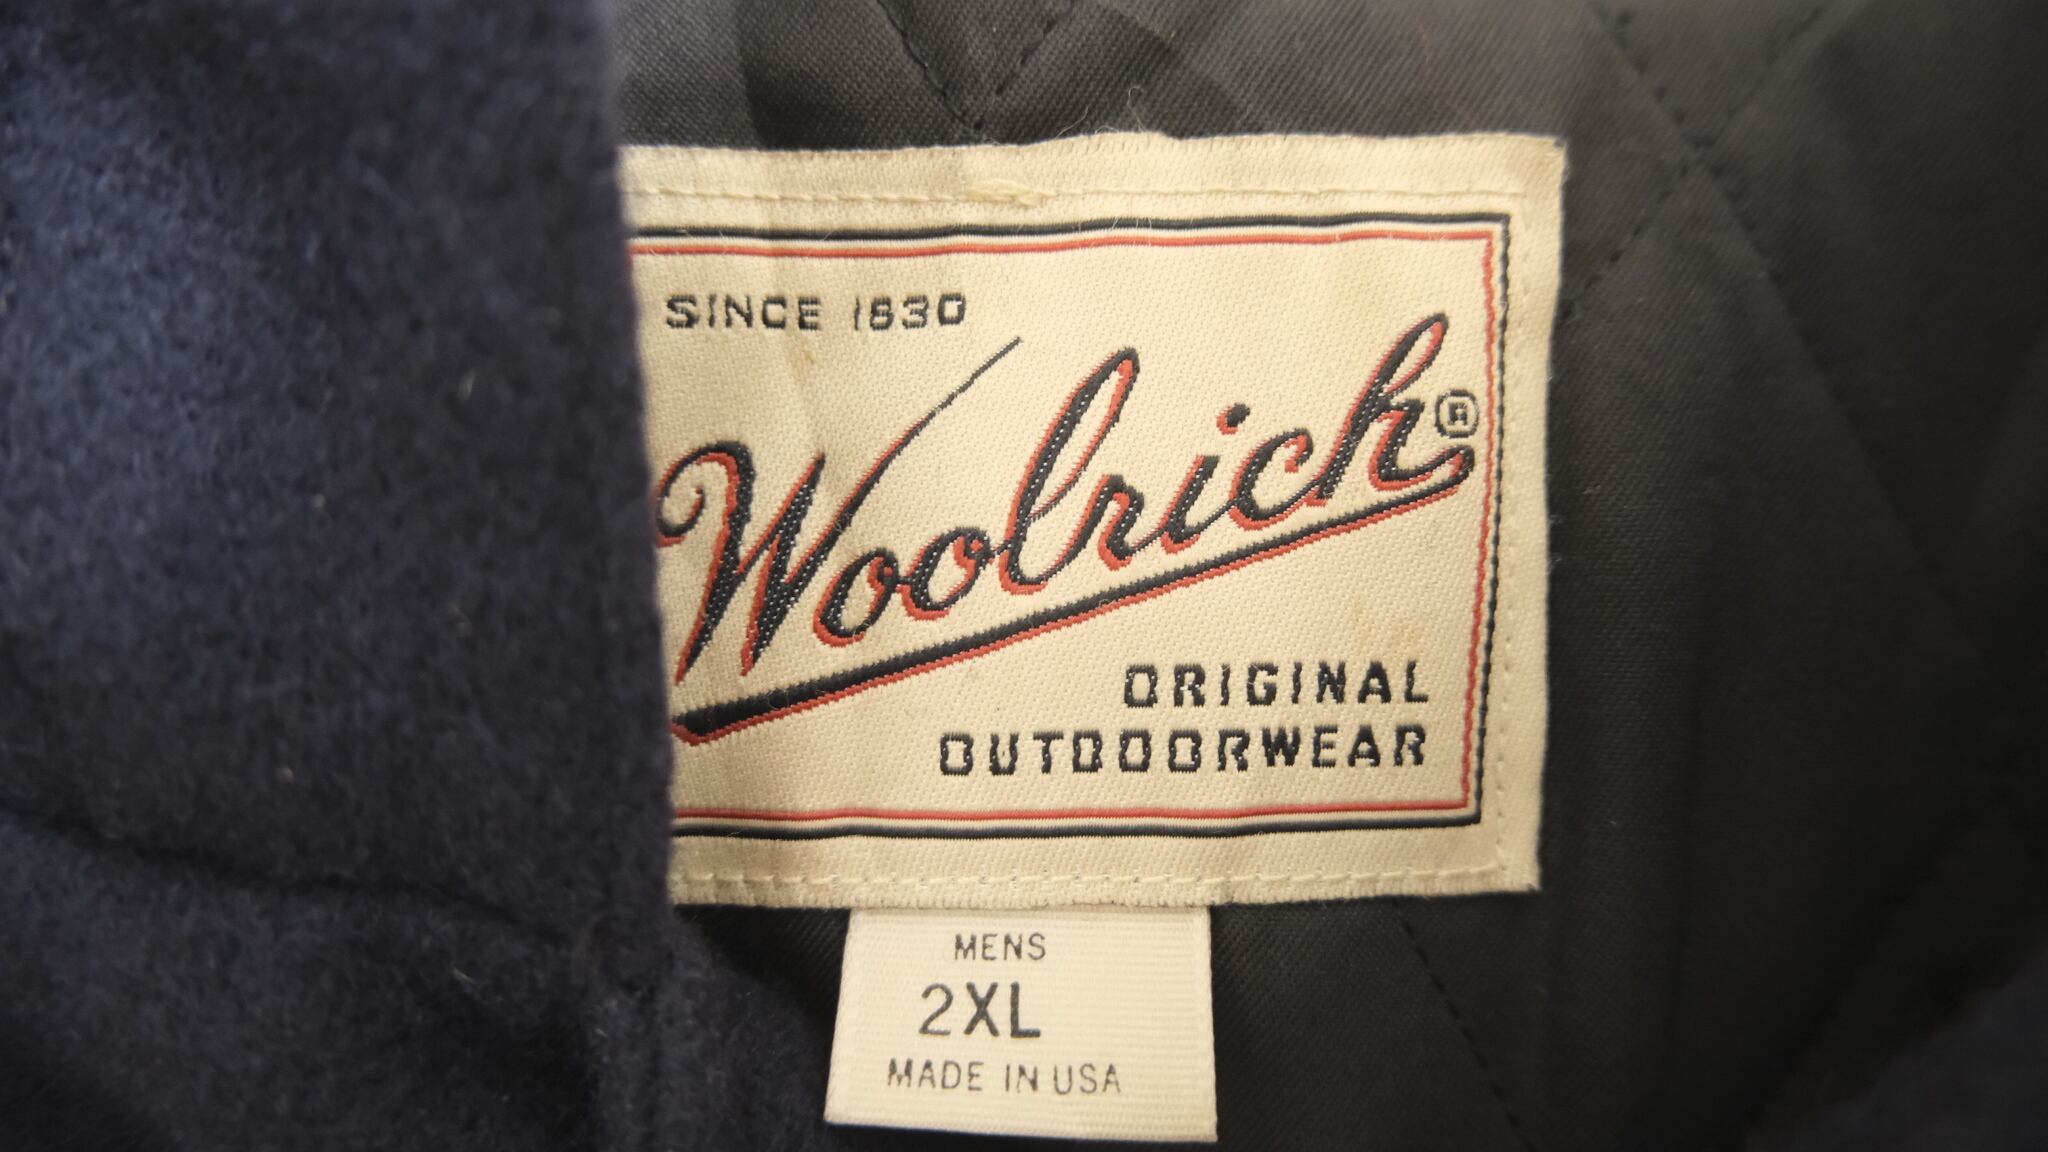 SINCE 1830
Woolrich®
ORIGINAL
OUTDOORWEAR
MENS
2XL
MADE IN USA